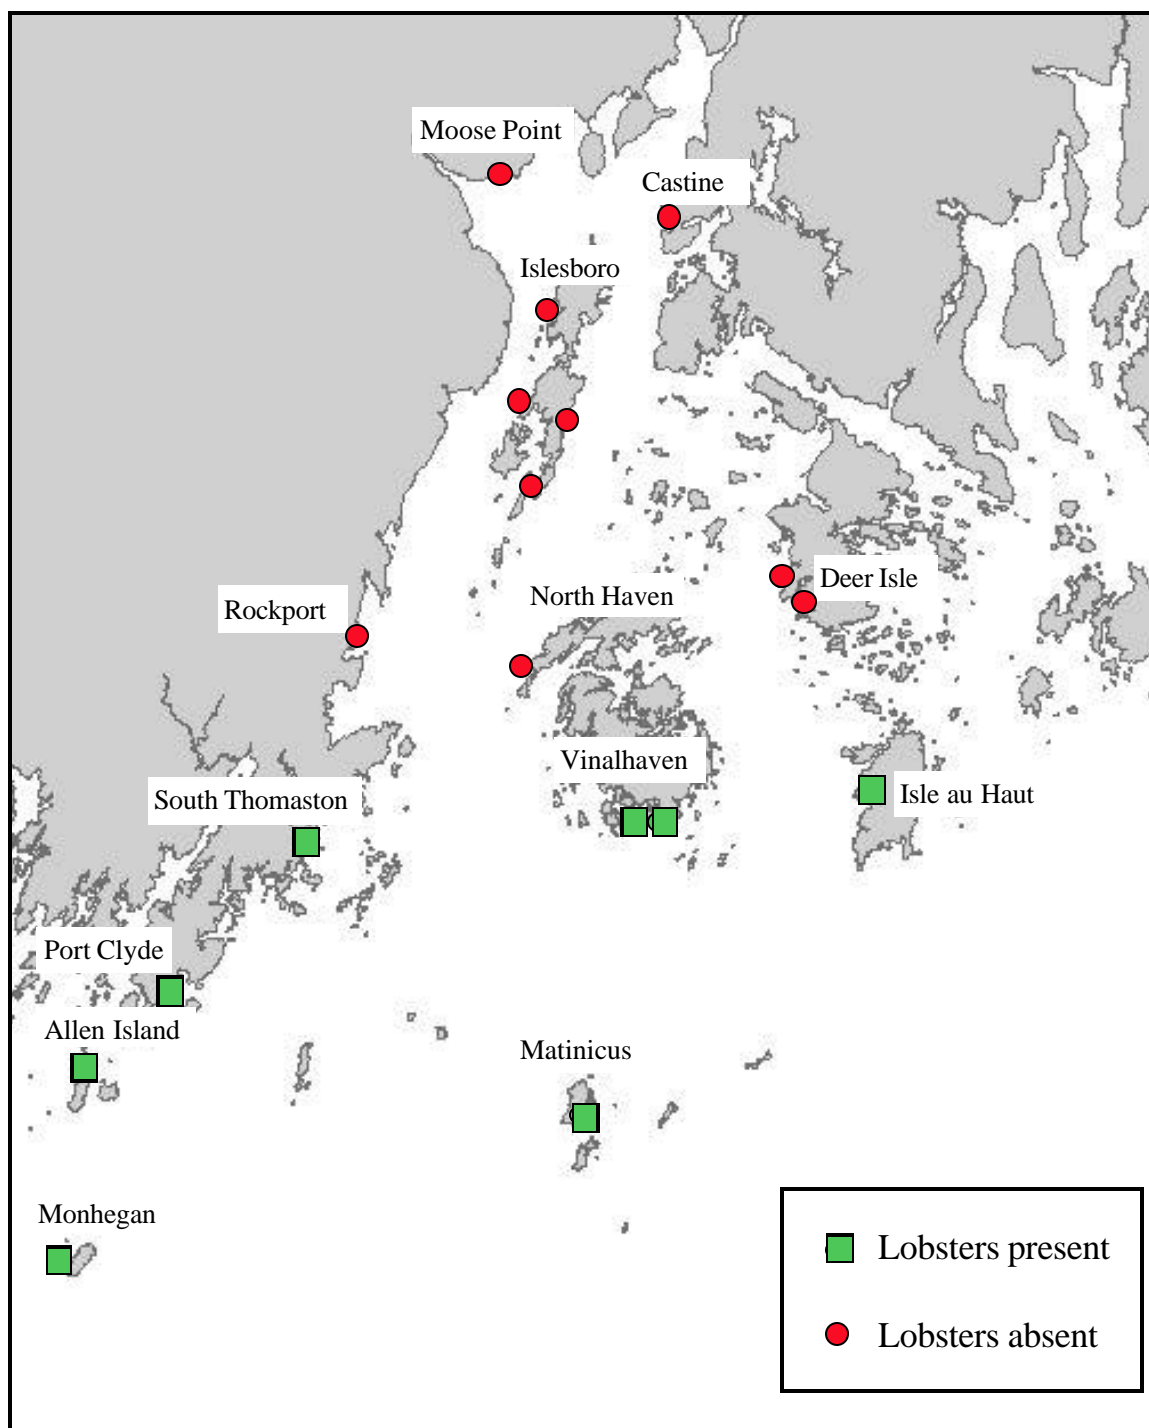 Moose Point
Castine
Islesboro
Deer Isle
North Haven
Rockport
Vinalhaven
Isle au Haut
South Thomaston
Port Clyde
Allen Island
Matinicus
Monhegan
Lobsters present
Lobsters absent